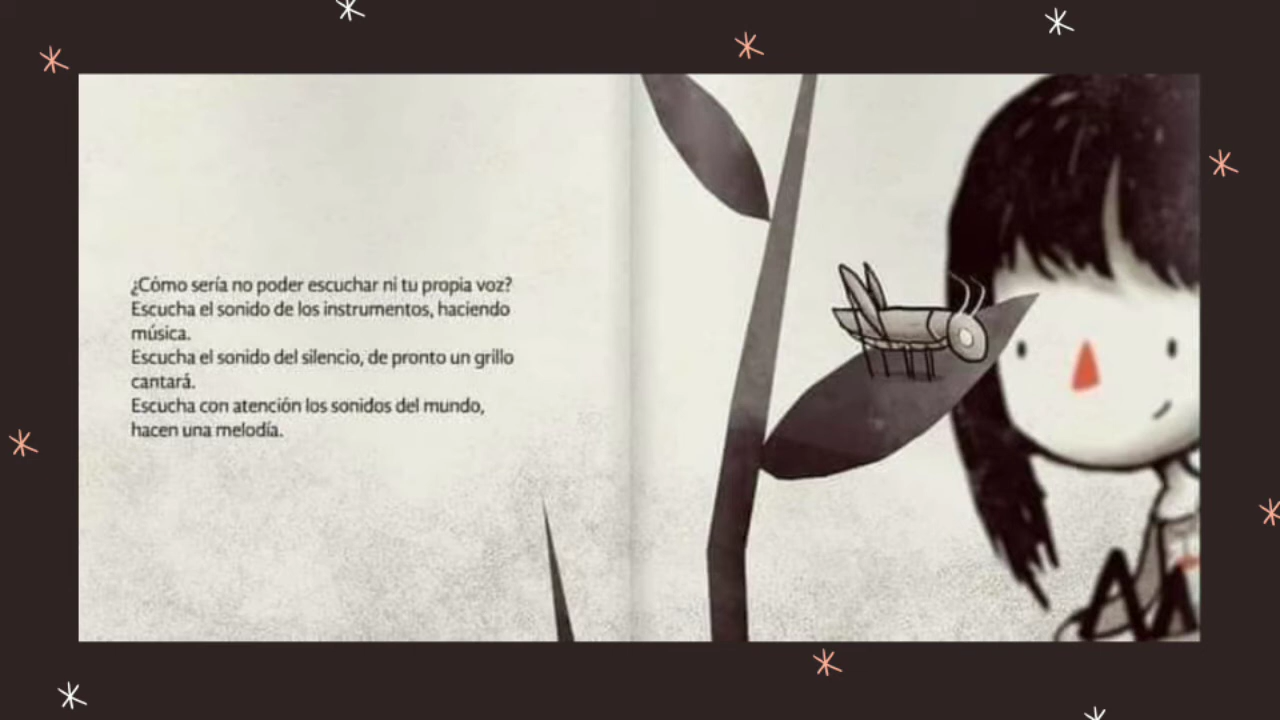 ¿Cómo sería no poder escuchar ni tu propia voz?
Escucha el sonido de los instrumentos, haciendo
música.
Escucha el sonido del silencio, de pronto un grillo
cantará.
Escucha con atención los sonidos del mundo,
hacen una melodía.